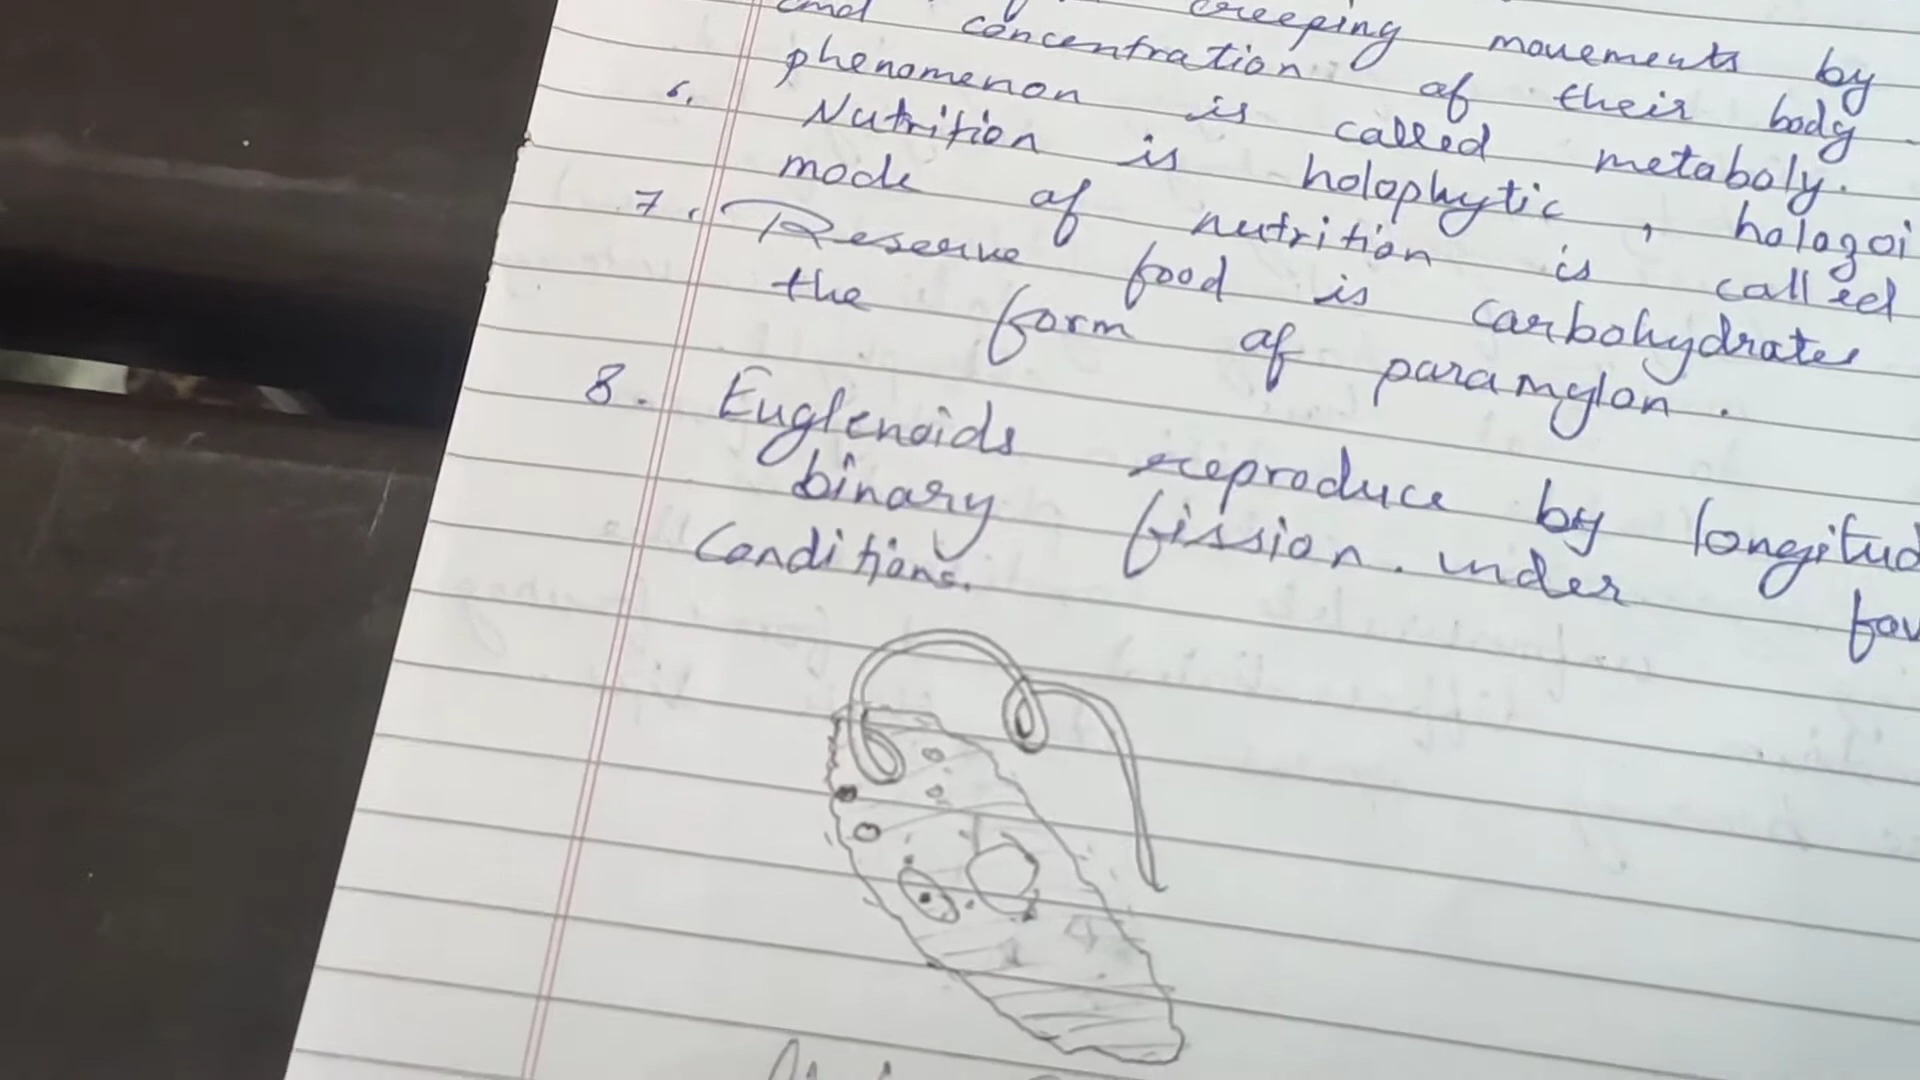 creeping movements by
and concentration of their body
phenomenon is called metaboly.
6. Nutrition is holophytic, holozoi
mode of nutrition is called
7. Reserve food is carbohydrates
the form of paramylon.
8. Euglenoids reproduce by longitud
binary fission. under fav
Conditions.